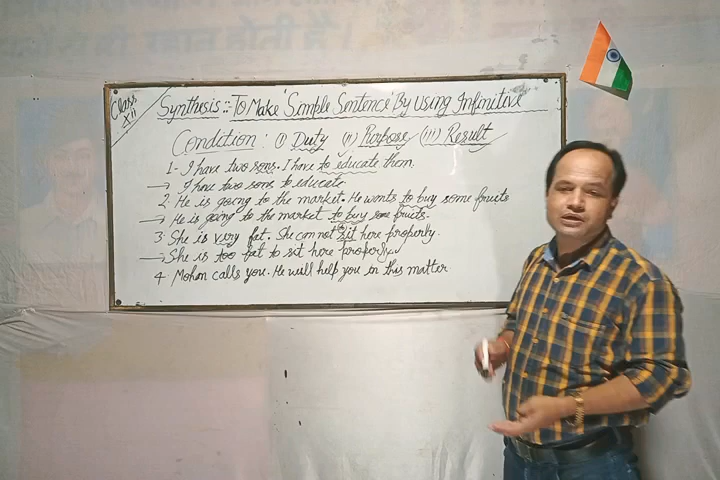 Class
XII
Synthesis :- To Make 'Simple Sentence' By Using Infinitive
Condition : (i) Duty (ii) Purpose (iii) Result
1- I have two sons. I have to educate them.
→ I have two sons to educate
2. He is going to the market. He wants to buy some fruits
→ He is going to the market to buy some fruits.
3. She is very fat. She can not sit here properly.
→ She is too fat to sit here properly.
4 Mohan calls you. He will help you in this matter